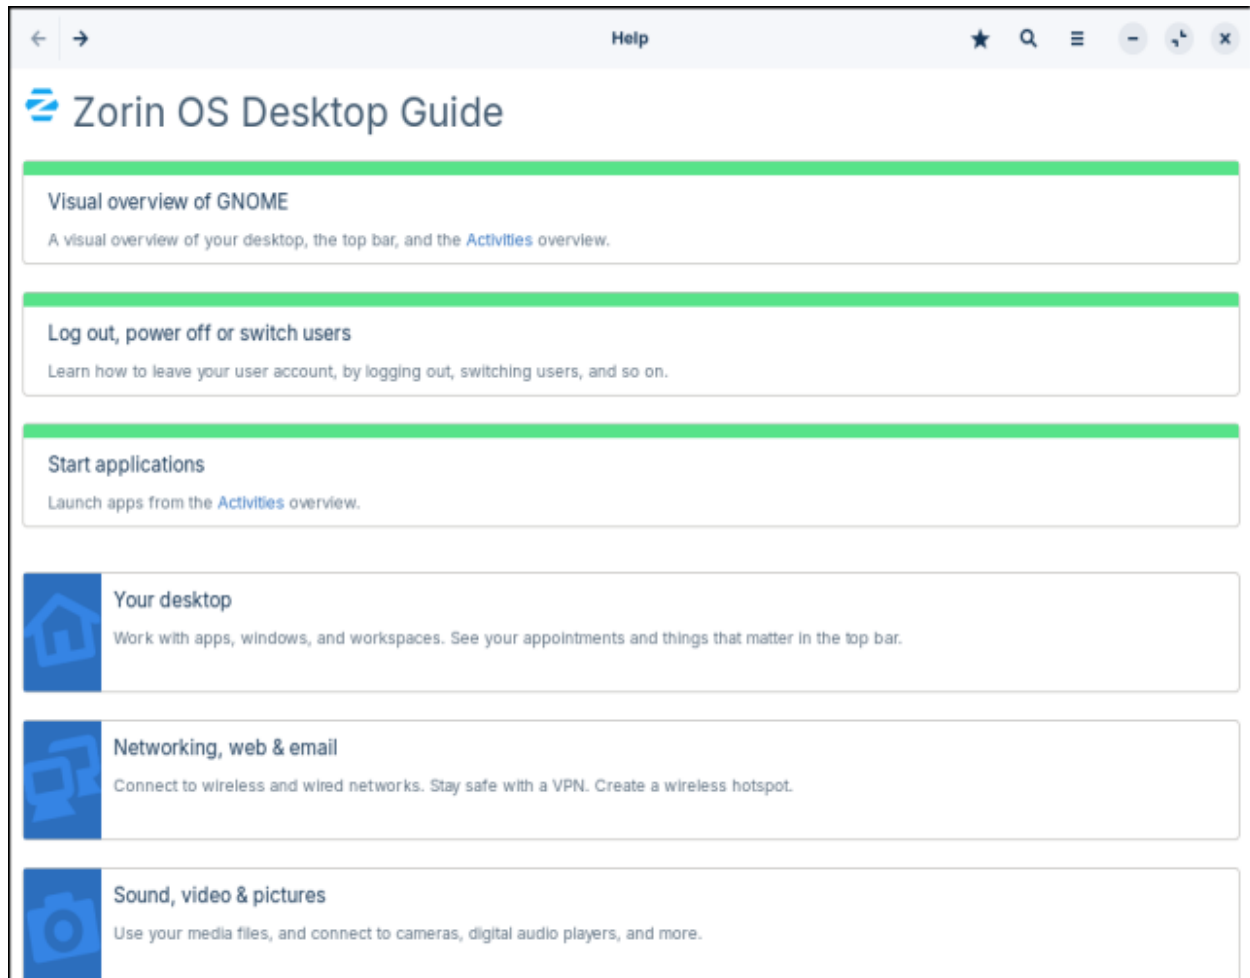 Help
Zorin OS Desktop Guide
Visual overview of GNOME
A visual overview of your desktop, the top bar, and the Activities overview.
Log out, power off or switch users
Learn how to leave your user account, by logging out, switching users, and so on.
Start applications
Launch apps from the Activities overview.
Your desktop
Work with apps, windows, and workspaces. See your appointments and things that matter in the top bar.
Networking, web & email
Connect to wireless and wired networks. Stay safe with a VPN. Create a wireless hotspot.
Sound, video & pictures
Use your media files, and connect to cameras, digital audio players, and more.